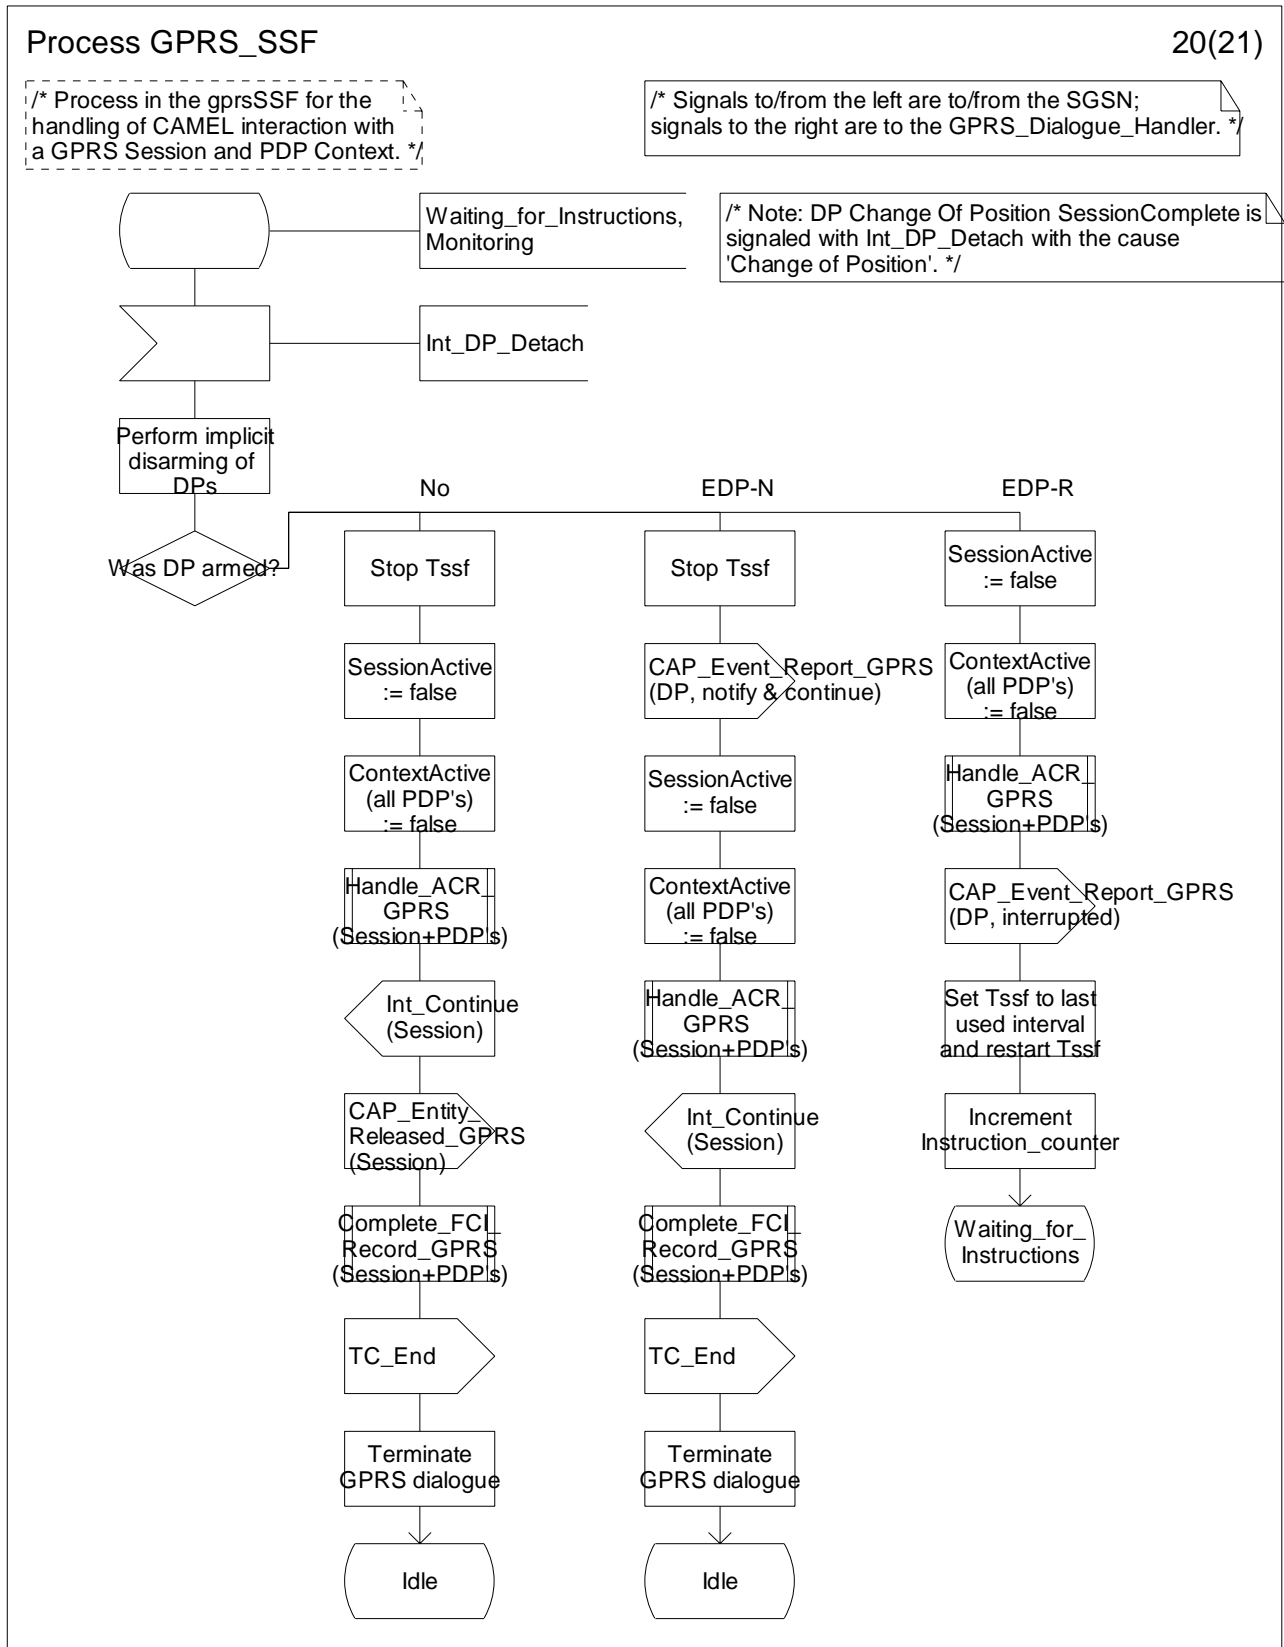 Process GPRS_SSF
20(21)
/* Process in the gprsSSF for the
handling of CAMEL interaction with
a GPRS Session and PDP Context. */
/* Signals to/from the left are to/from the SGSN;
signals to the right are to the GPRS_Dialogue_Handler. */
Waiting_for_Instructions,
Monitoring
/* Note: DP Change Of Position SessionComplete is
signaled with Int_DP_Detach with the cause
'Change of Position'. */
Int_DP_Detach
Perform implicit
disarming of
DPs
Was DP armed?
No
Stop Tssf
SessionActive
:= false
ContextActive
(all PDP's)
:= false
Handle_ACR_
GPRS
(Session+PDP's)
Int_Continue
(Session)
CAP_Entity_
Released_GPRS
(Session)
Complete_FCI_
Record_GPRS
(Session+PDP's)
TC_End
Terminate
GPRS dialogue
Idle
EDP-N
Stop Tssf
CAP_Event_Report_GPRS
(DP, notify & continue)
SessionActive
:= false
ContextActive
(all PDP's)
:= false
Handle_ACR_
GPRS
(Session+PDP's)
Int_Continue
(Session)
Complete_FCI_
Record_GPRS
(Session+PDP's)
TC_End
Terminate
GPRS dialogue
Idle
EDP-R
SessionActive
:= false
ContextActive
(all PDP's)
:= false
Handle_ACR_
GPRS
(Session+PDP's)
CAP_Event_Report_GPRS
(DP, interrupted)
Set Tssf to last
used interval
and restart Tssf
Increment
Instruction_counter
Waiting_for_
Instructions